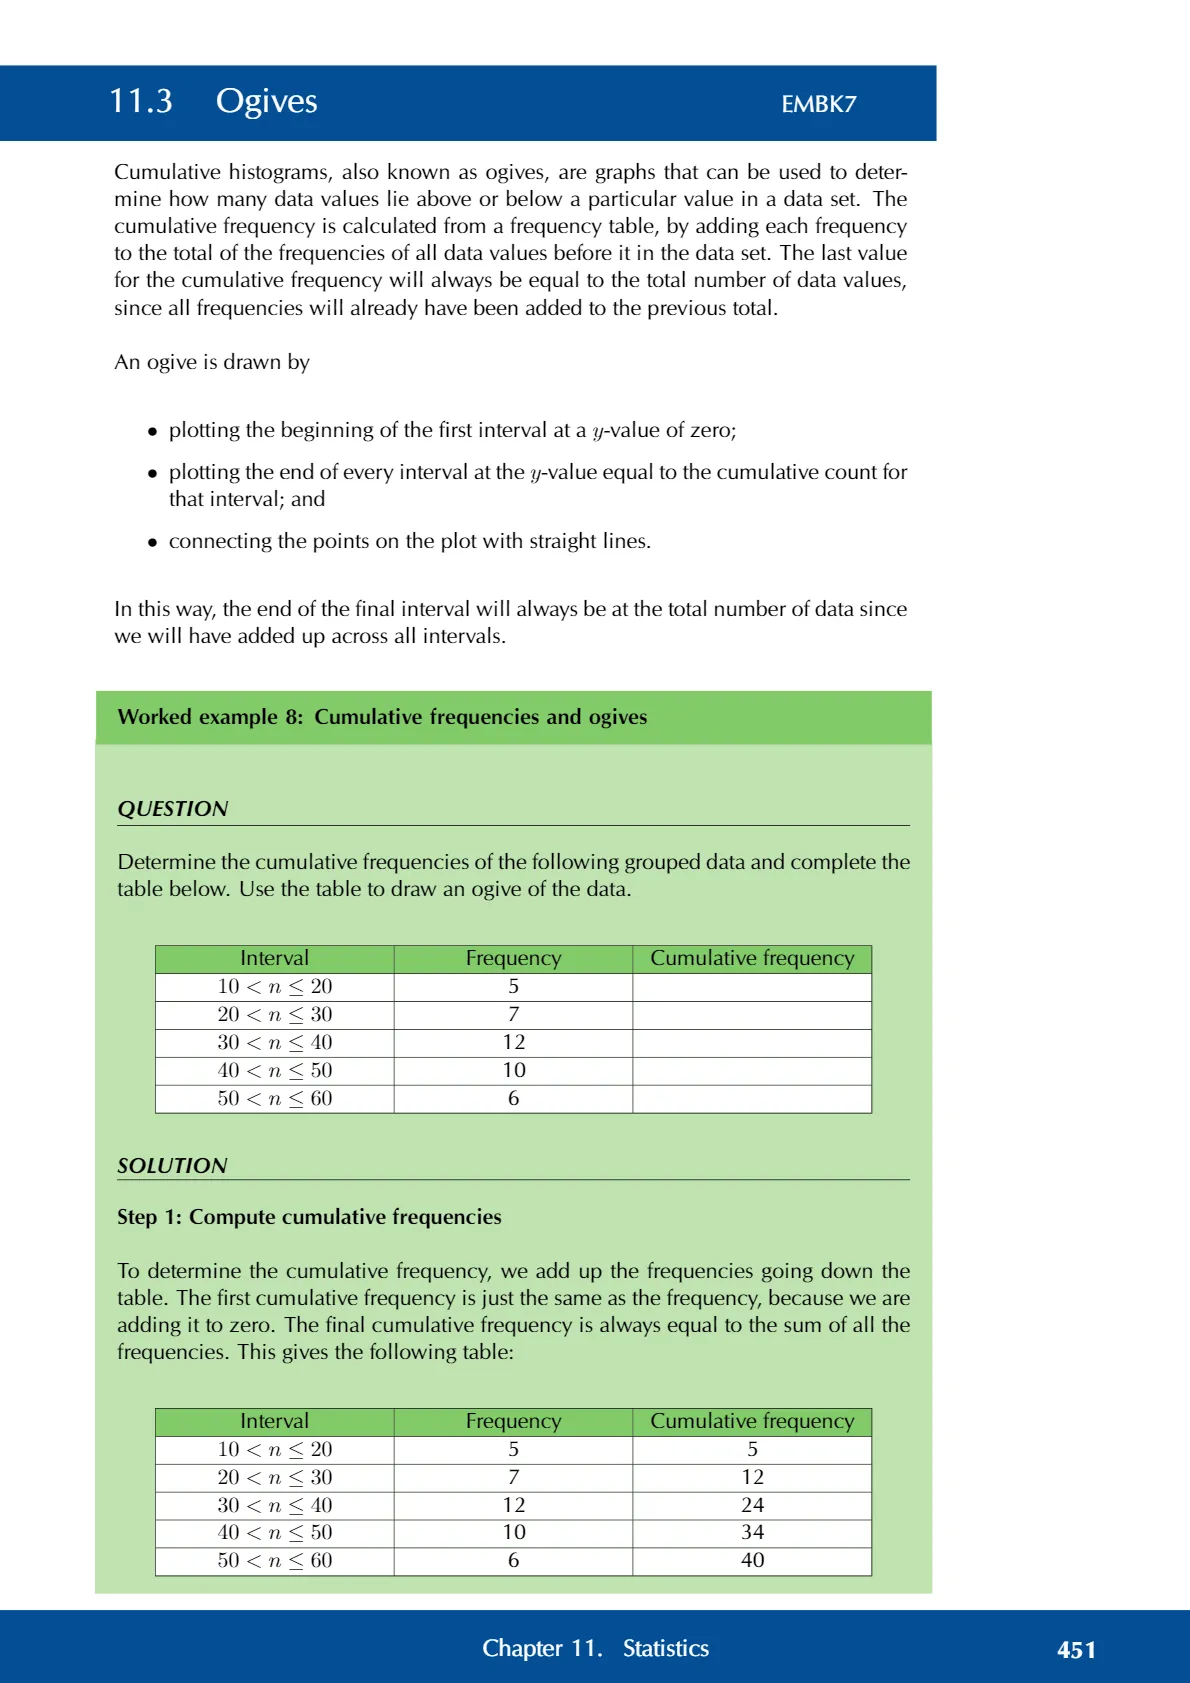 11.3 Ogives EMBK7
Cumulative histograms, also known as ogives, are graphs that can be used to deter-
mine how many data values lie above or below a particular value in a data set. The
cumulative frequency is calculated from a frequency table, by adding each frequency
to the total of the frequencies of all data values before it in the data set. The last value
for the cumulative frequency will always be equal to the total number of data values,
since all frequencies will already have been added to the previous total.
An ogive is drawn by
• plotting the beginning of the first interval at a y-value of zero;
• plotting the end of every interval at the y-value equal to the cumulative count for
that interval; and
• connecting the points on the plot with straight lines.
In this way, the end of the final interval will always be at the total number of data since
we will have added up across all intervals.
Worked example 8: Cumulative frequencies and ogives
QUESTION
Determine the cumulative frequencies of the following grouped data and complete the
table below. Use the table to draw an ogive of the data.
Interval Frequency Cumulative frequency
10 < n ≤ 20 5
20 < n ≤ 30 7
30 < n ≤ 40 12
40 < n ≤ 50 10
50 < n ≤ 60 6
SOLUTION
Step 1: Compute cumulative frequencies
To determine the cumulative frequency, we add up the frequencies going down the
table. The first cumulative frequency is just the same as the frequency, because we are
adding it to zero. The final cumulative frequency is always equal to the sum of all the
frequencies. This gives the following table:
Interval Frequency Cumulative frequency
10 < n ≤ 20 5 5
20 < n ≤ 30 7 12
30 < n ≤ 40 12 24
40 < n ≤ 50 10 34
50 < n ≤ 60 6 40
Chapter 11. Statistics 451